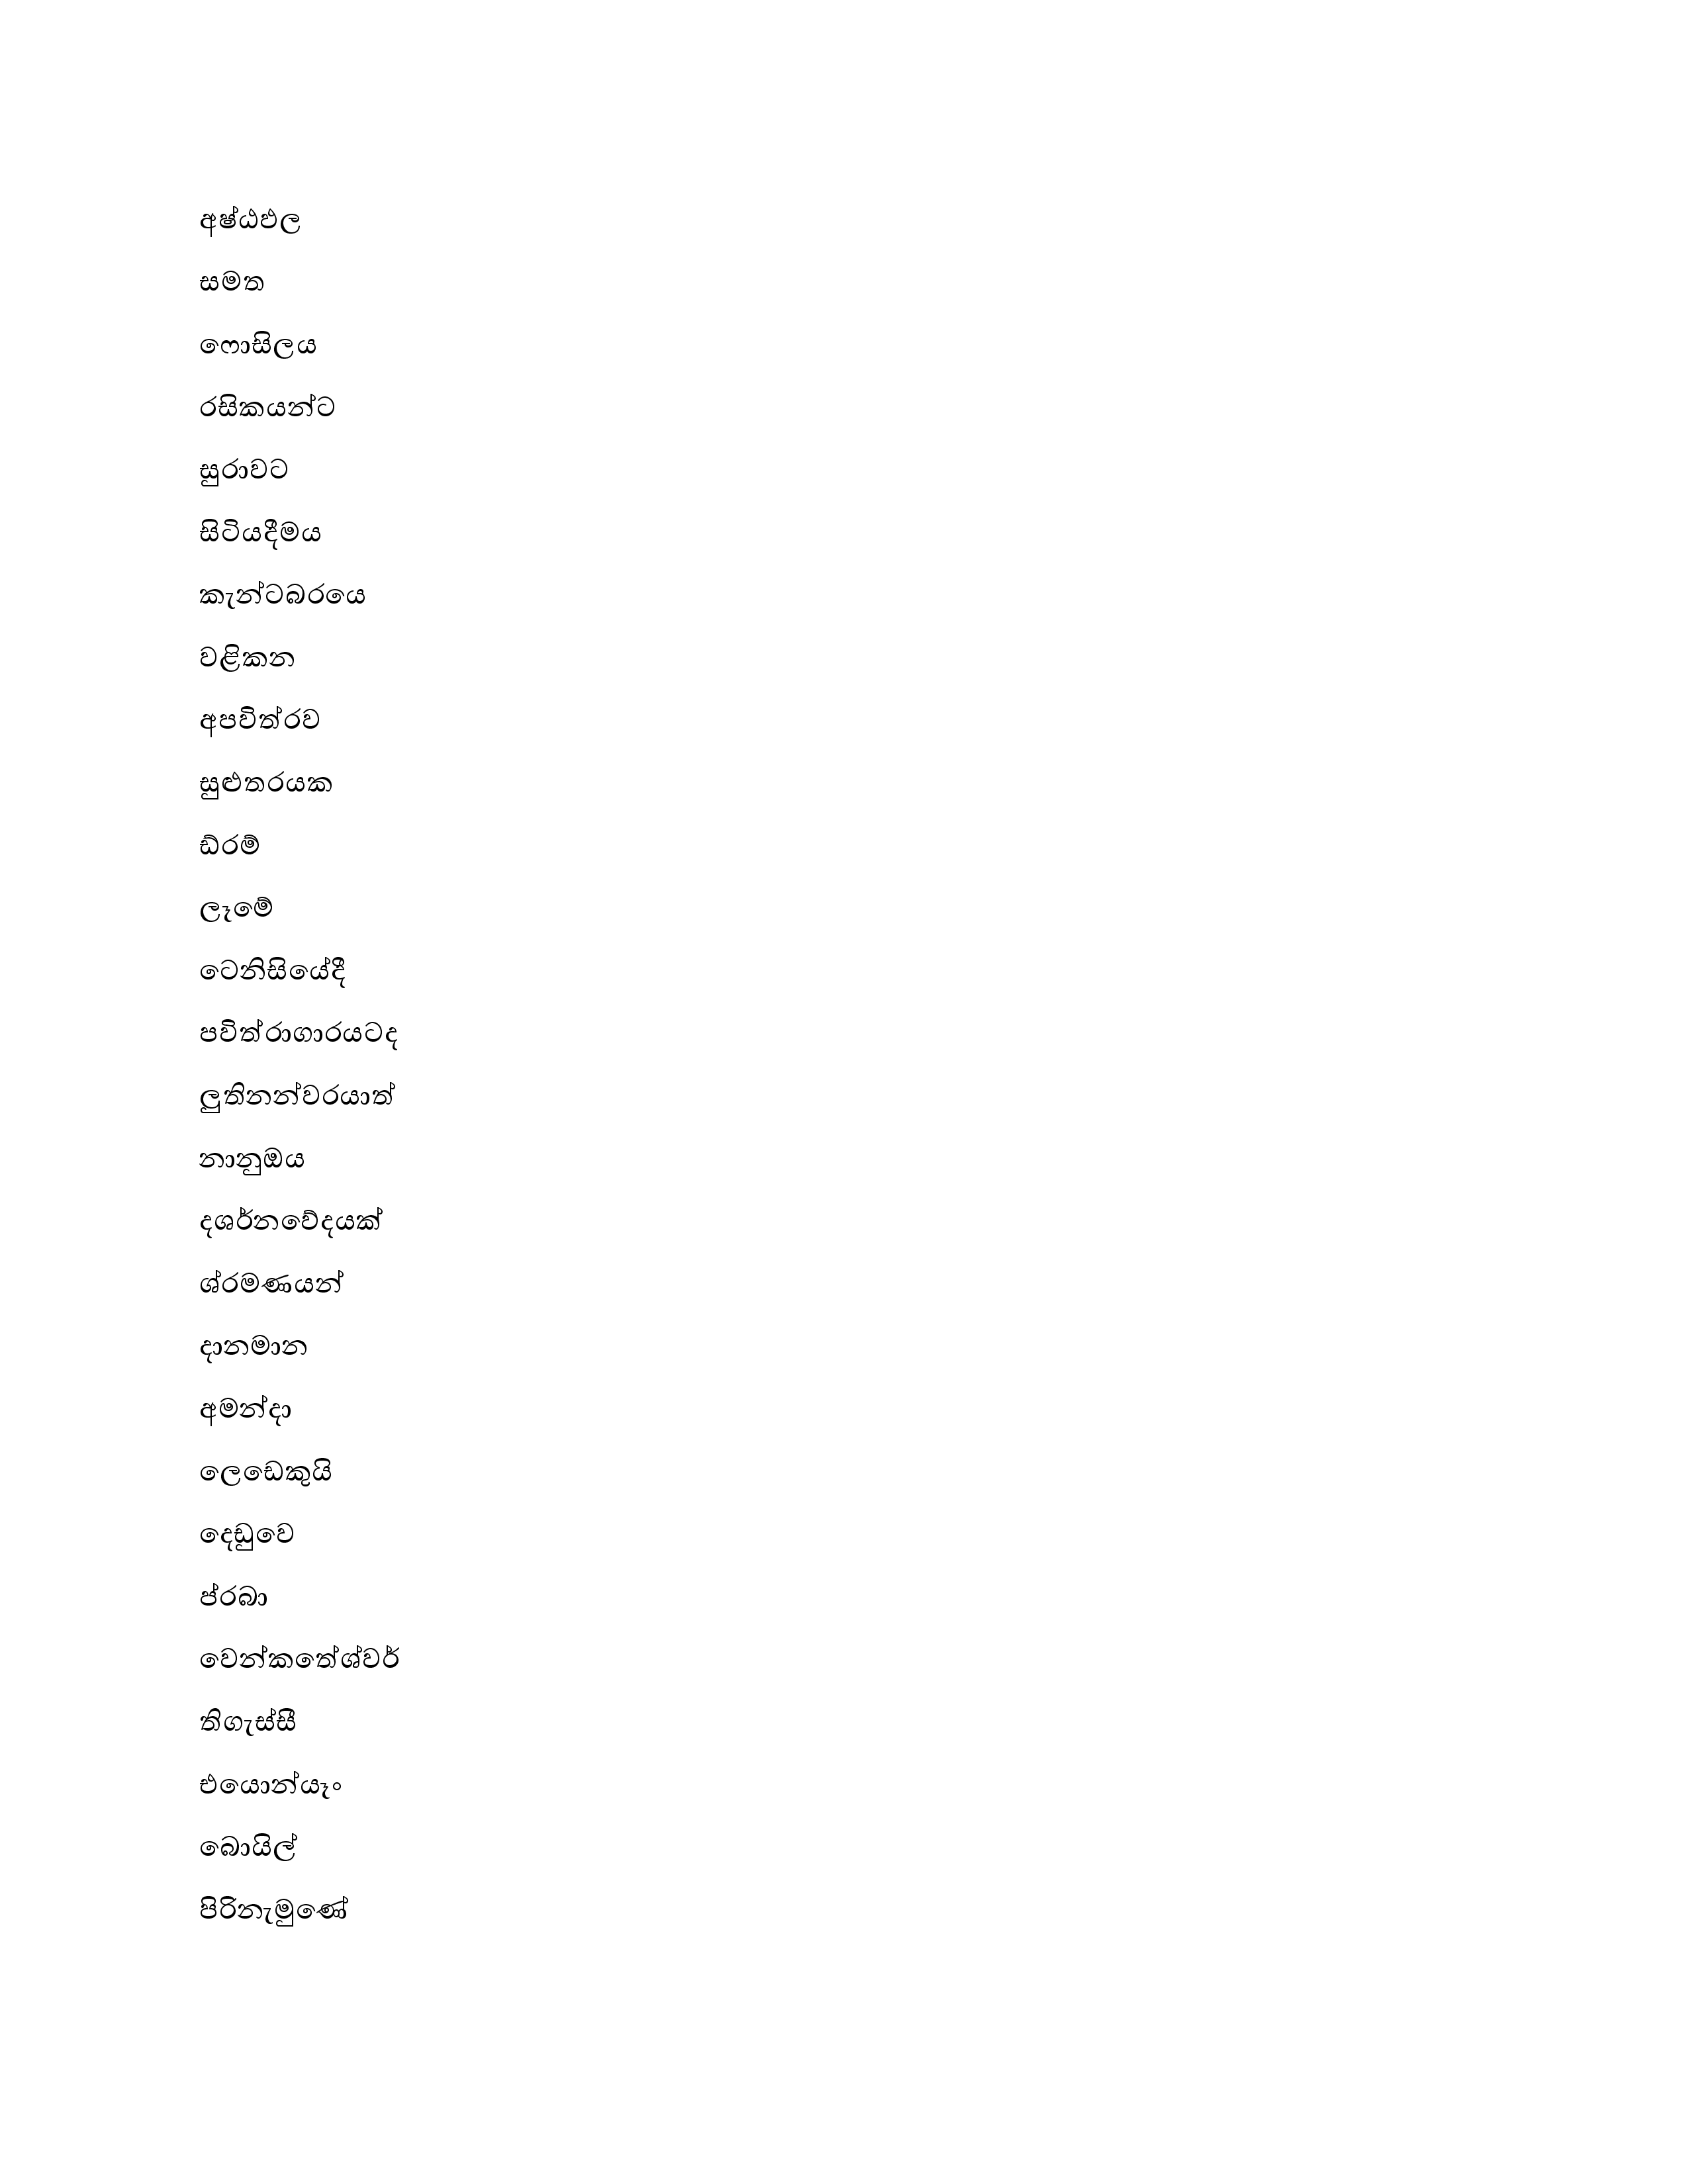 අෂ්ඨඵල
සමත
ෆොසිලය
රසිකයන්ට
සුරාවට
සිටියදීමය
කැන්ටබරයෙ
වළිකන
අපවිත්රව
සුළුතරයක
ඩ්රම්
ලෑමේ
ටෙනිසියේදී
පවිත්රාගාරයටද
ලුතිනන්වරයාත්
නානුඔය
දශර්නවේදයක්
ශ්රමණයන්
දානමාන
අමන්දා
ලෙඩෙකුයි
දෙඩුවෙ
ප්රබා
වෙන්කතේශ්වර්
තිගැස්සී
එයොන්යෑං
බොයිල්
පිරිනැමුණේ